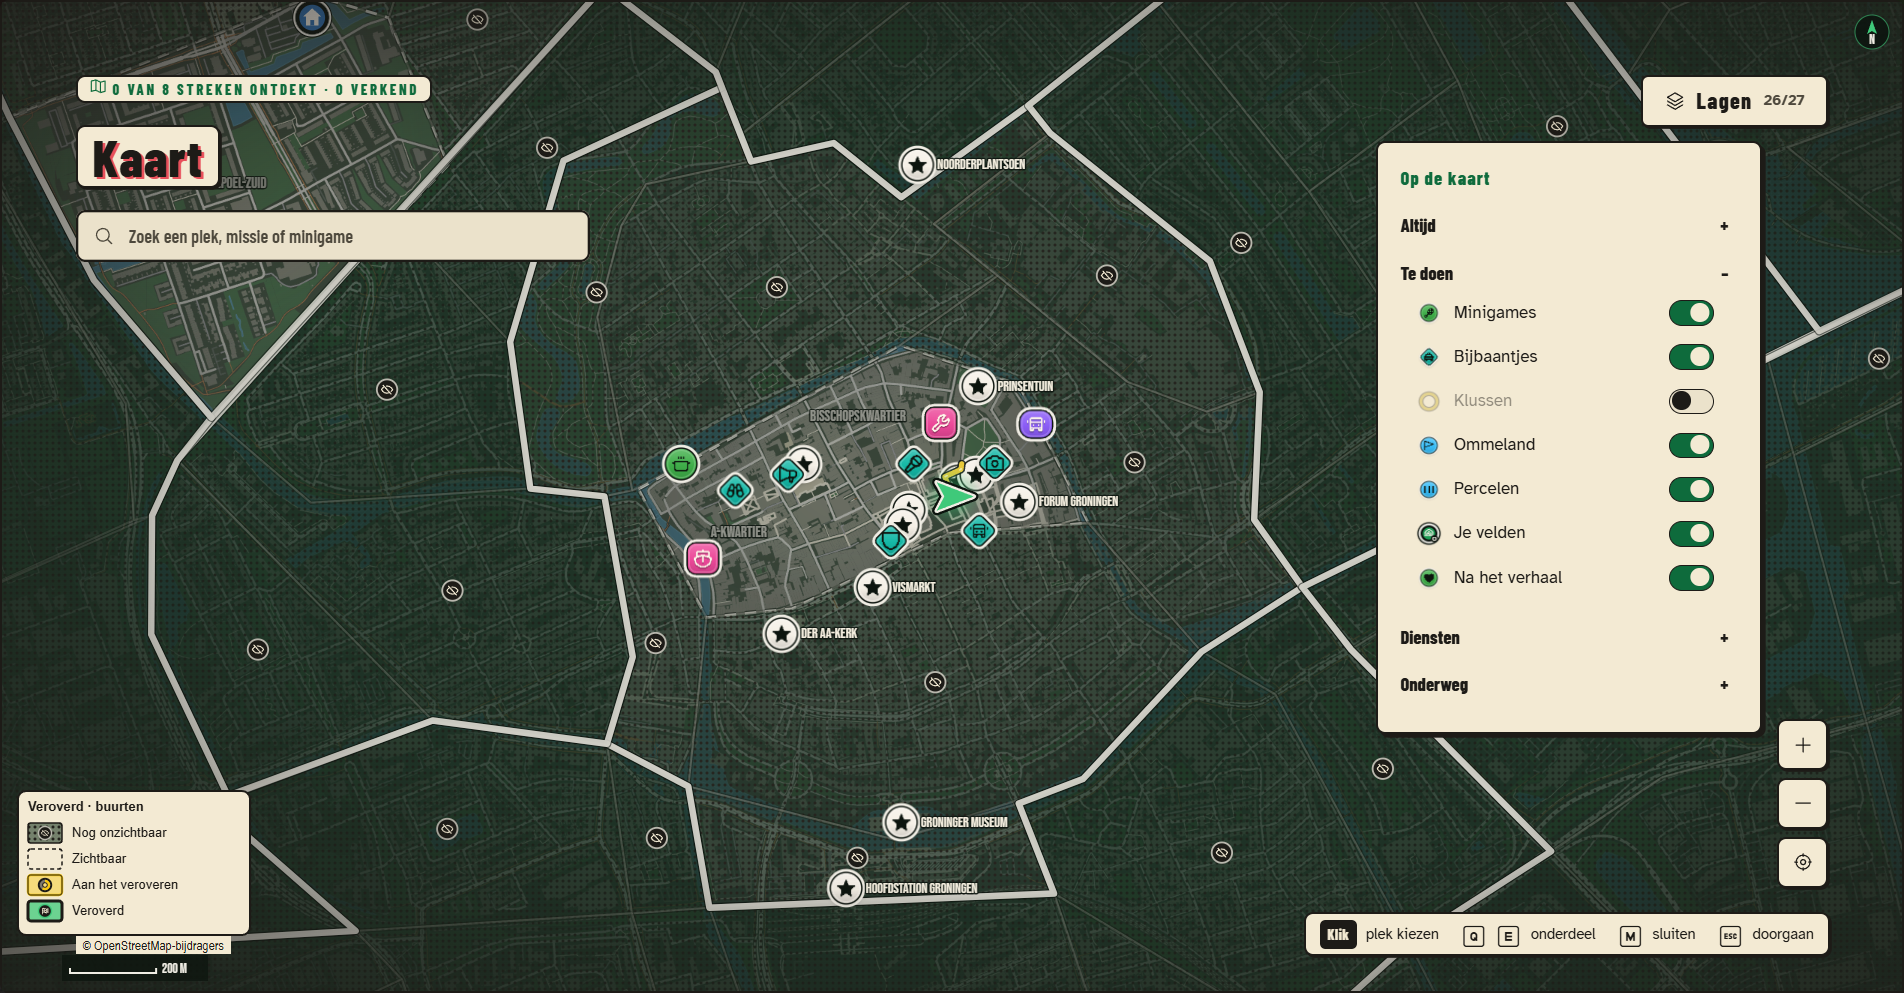 N
0 VAN 8 STREKEN ONTDEKT · 0 VERKEND
Lagen 26/27
Kaart
POEL-ZUID
Zoek een plek, missie of minigame
Op de kaart
Altijd +
Te doen -
Minigames
Bijbaantjes
Klussen
Ommeland
Percelen
Je velden
Na het verhaal
Diensten +
Onderweg +
NOORDERPLANTSOEN
PRINSENTUIN
BISSCHOPSKWARTIER
FORUM GRONINGEN
A-KWARTIER
VISMARKT
DER AA-KERK
GRONINGER MUSEUM
HOOFDSTATION GRONINGEN
Veroverd · buurten
Nog onzichtbaar
Zichtbaar
Aan het veroveren
Veroverd
© OpenStreetMap-bijdragers
200 M
+
−
Klik plek kiezen Q E onderdeel M sluiten ESC doorgaan